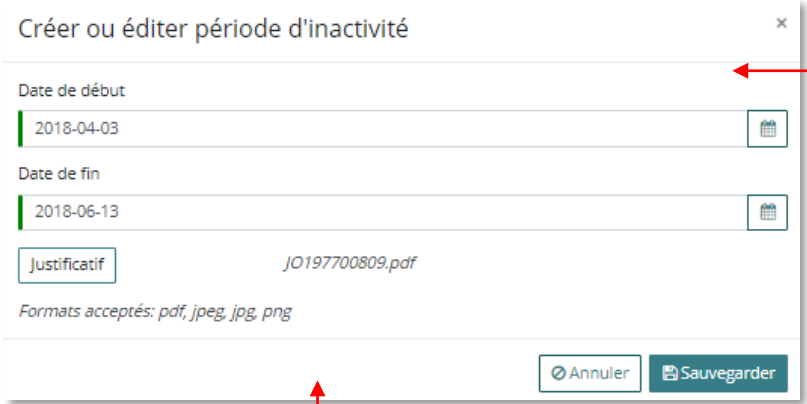 Créer ou éditer période d'inactivité ×
Date de début
2018-04-03
Date de fin
2018-06-13
Justificatif JO197700809.pdf
Formats acceptés: pdf, jpeg, jpg, png
Annuler Sauvegarder